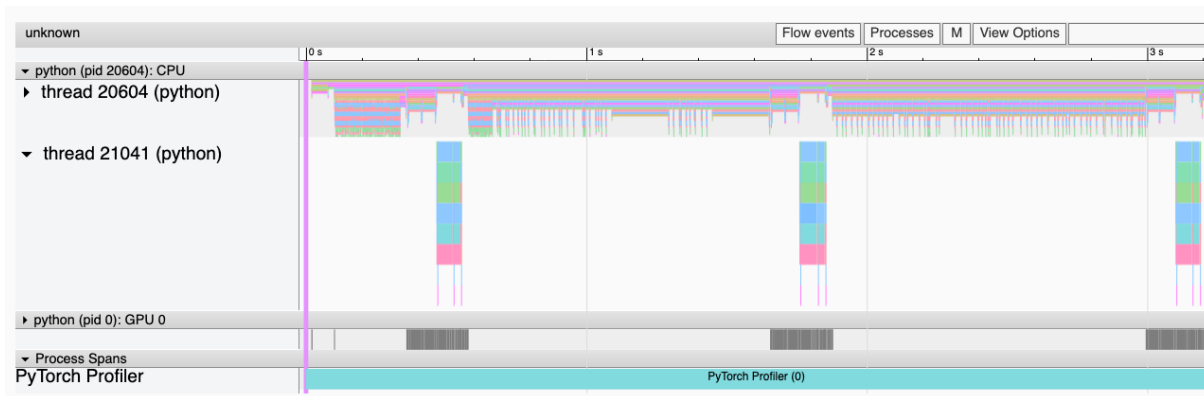 unknown
Flow events Processes M View Options
0 s 1 s 2 s 3 s
python (pid 20604): CPU
thread 20604 (python)
thread 21041 (python)
python (pid 0): GPU 0
Process Spans
PyTorch Profiler PyTorch Profiler (0)